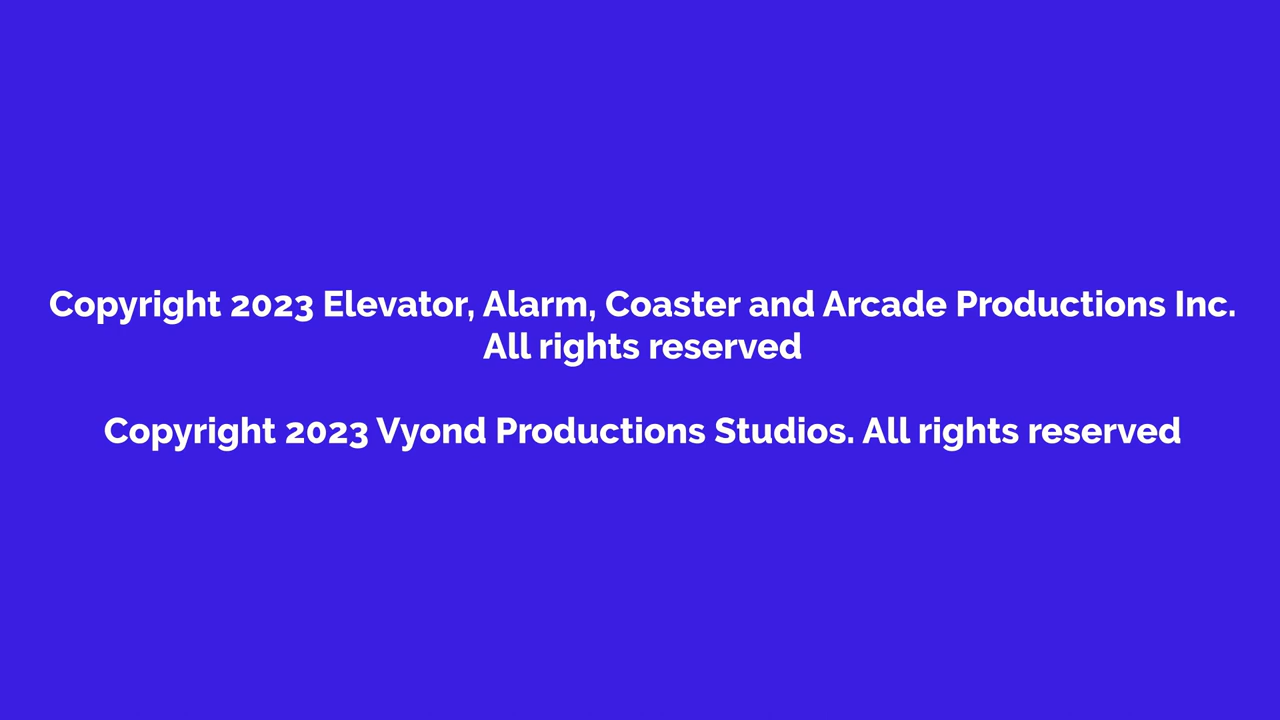 Copyright 2023 Elevator, Alarm, Coaster and Arcade Productions Inc.
All rights reserved
Copyright 2023 Vyond Productions Studios. All rights reserved